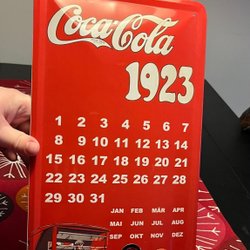 Coca-Cola
1923
1 2 3 4 5 6 7
8 9 10 11 12 13 14
15 16 17 18 19 20 21
22 23 24 25 26 27 28
29 30 31
JAN FEB MÄR APR
MAI JUN JUL AUG
SEP OKT NOV DEZ